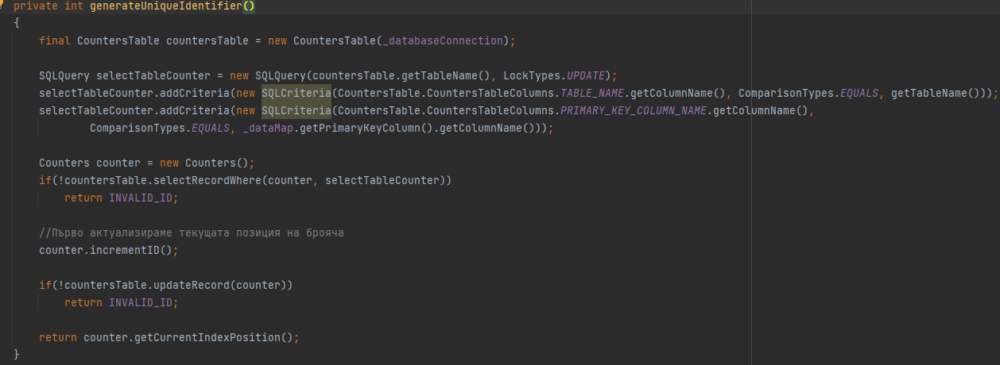 private int generateUniqueIdentifier()
{
final CountersTable countersTable = new CountersTable(_databaseConnection);
SQLQuery selectTableCounter = new SQLQuery(countersTable.getTableName(), LockTypes.UPDATE);
selectTableCounter.addCriteria(new SQLCriteria(CountersTable.CountersTableColumns.TABLE_NAME.getColumnName(), ComparisonTypes.EQUALS, getTableName()));
selectTableCounter.addCriteria(new SQLCriteria(CountersTable.CountersTableColumns.PRIMARY_KEY_COLUMN_NAME.getColumnName(),
ComparisonTypes.EQUALS, _dataMap.getPrimaryKeyColumn().getColumnName()));
Counters counter = new Counters();
if(!countersTable.selectRecordWhere(counter, selectTableCounter))
return INVALID_ID;
//Първо актуализираме текущата позиция на брояча
counter.incrementID();
if(!countersTable.updateRecord(counter))
return INVALID_ID;
return counter.getCurrentIndexPosition();
}